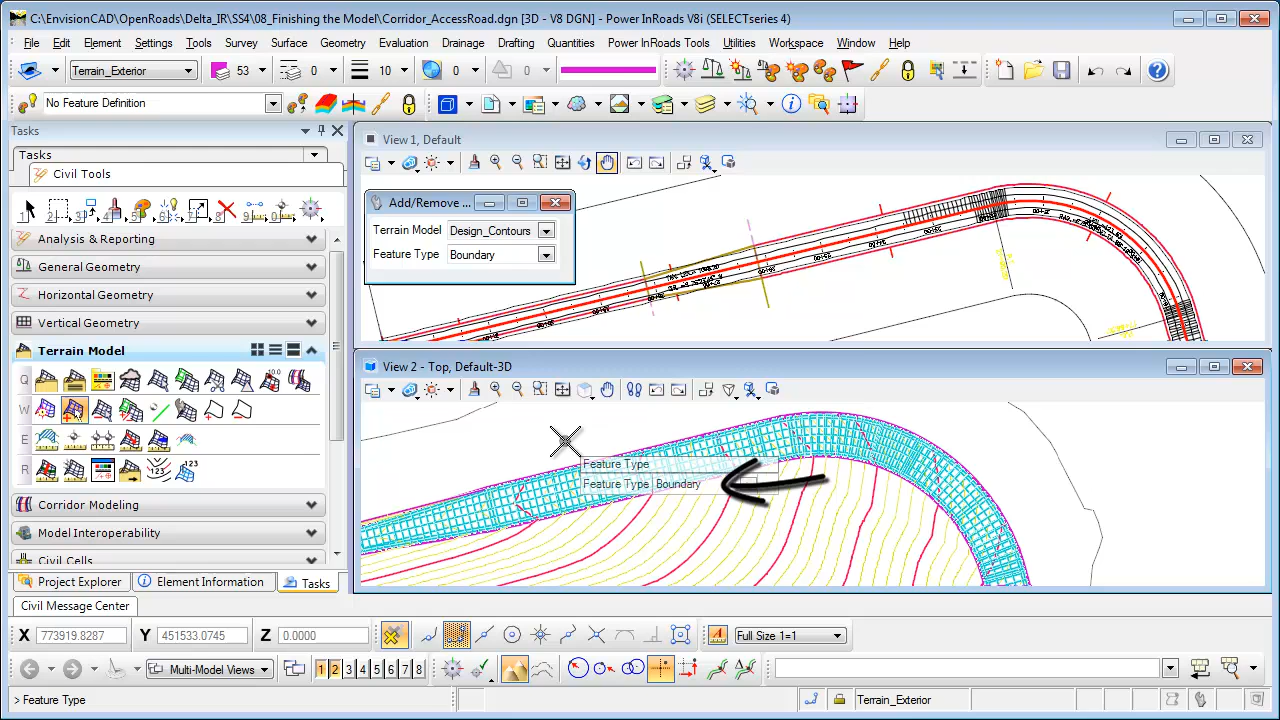 C:\EnvisionCAD\OpenRoads\Delta_IR\SS4\08_Finishing the Model\Corridor_AccessRoad.dgn [3D - V8 DGN] - Power InRoads V8i (SELECTseries 4)
File Edit Element Settings Tools Survey Surface Geometry Evaluation Drainage Drafting Quantities Power InRoads Tools Utilities Workspace Window Help
Terrain_Exterior 53 0 10 0 0
No Feature Definition
Tasks
Tasks
Civil Tools
Analysis & Reporting
General Geometry
Horizontal Geometry
Vertical Geometry
Terrain Model
Q
W
E
R
Corridor Modeling
Model Interoperability
Civil Cells
Project Explorer Element Information Tasks
Civil Message Center
View 1, Default
Add/Remove ...
Terrain Model Design_Contours
Feature Type Boundary
View 2 - Top, Default-3D
Feature Type
Feature Type Boundary
X 773919.8287 Y 451533.0745 Z 0.0000 Full Size 1=1
Multi-Model Views 1 2 3 4 5 6 7 8
> Feature Type Terrain_Exterior